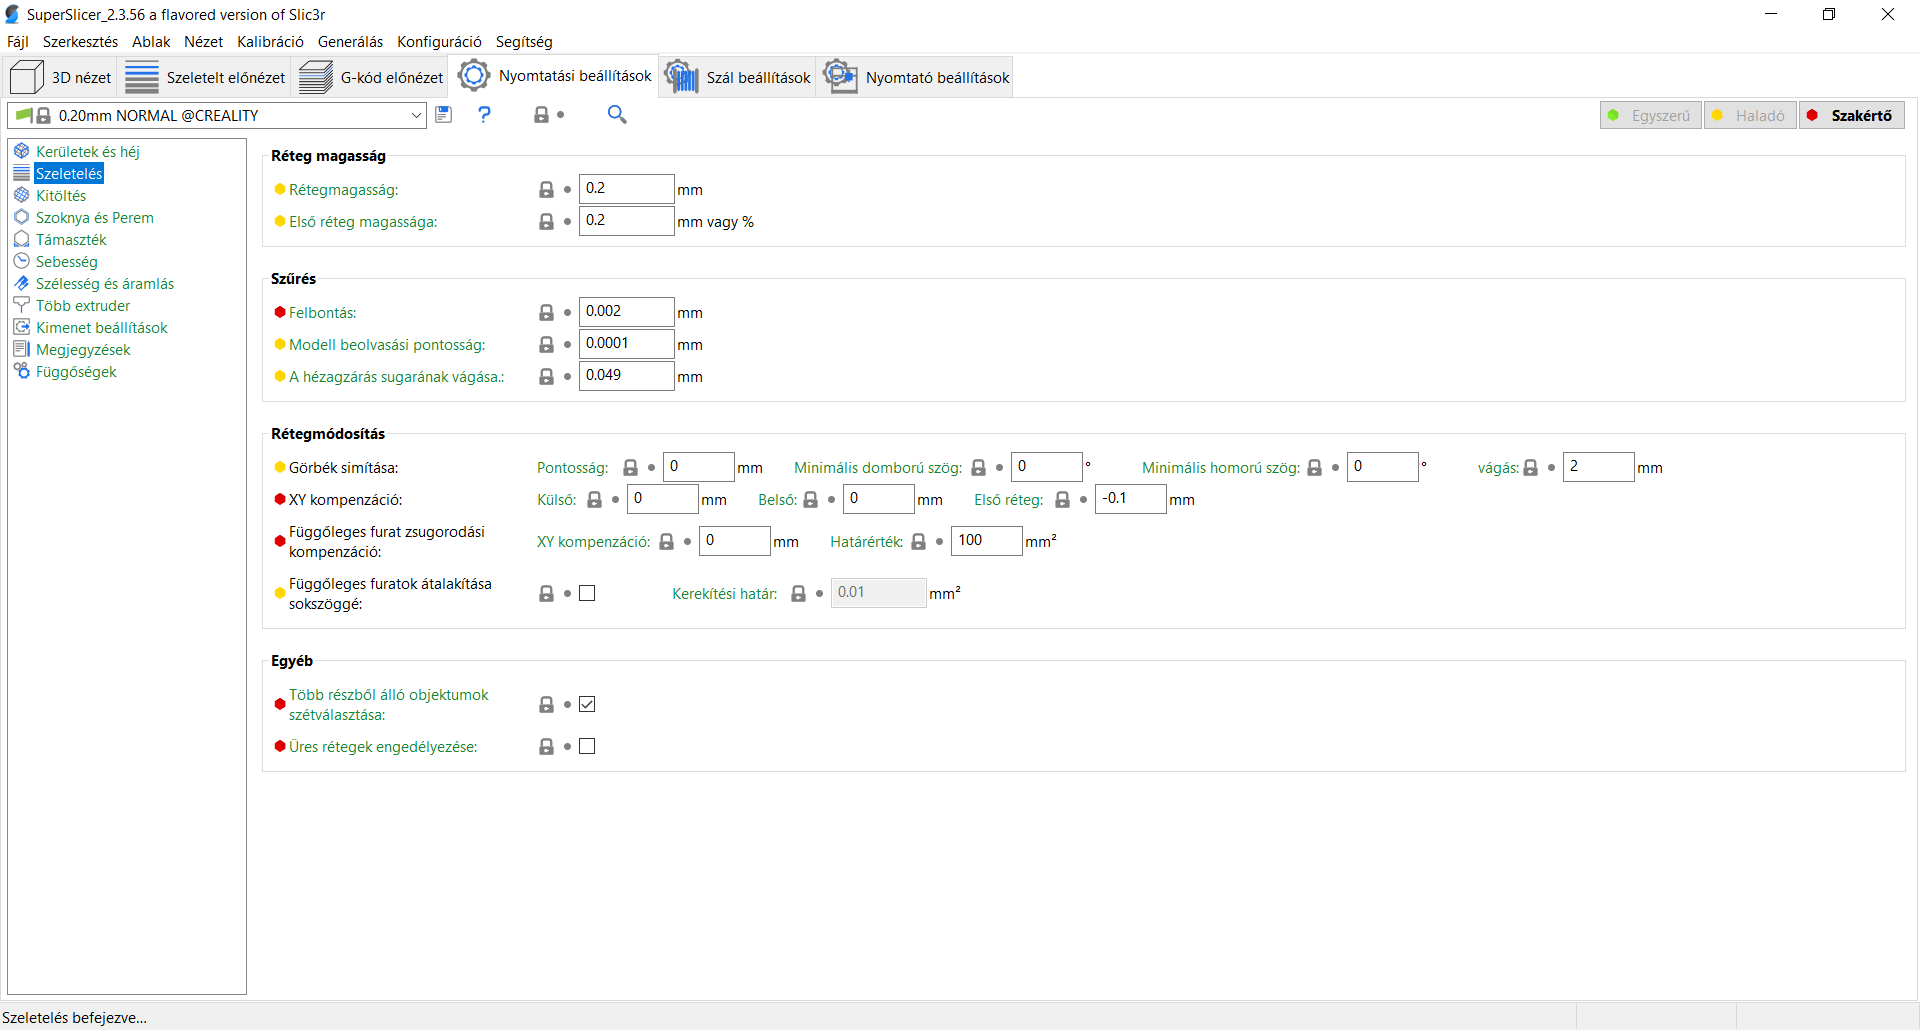 SuperSlicer_2.3.56 a flavored version of Slic3r
Fájl Szerkesztés Ablak Nézet Kalibráció Generálás Konfiguráció Segítség
3D nézet Szeletelt előnézet G-kód előnézet Nyomtatási beállítások Szál beállítások Nyomtató beállítások
0.20mm NORMAL @CREALITY ? Egyszerű Haladó Szakértő
Kerületek és héj
Szeletelés
Kitöltés
Szoknya és Perem
Támaszték
Sebesség
Szélesség és áramlás
Több extruder
Kimenet beállítások
Megjegyzések
Függőségek
Réteg magasság
Rétegmagasság: 0.2 mm
Első réteg magassága: 0.2 mm vagy %
Szűrés
Felbontás: 0.002 mm
Modell beolvasási pontosság: 0.0001 mm
A hézagzárás sugarának vágása.: 0.049 mm
Rétegmódosítás
Görbék simítása: Pontosság: 0 mm Minimális domború szög: 0 ° Minimális homorú szög: 0 ° vágás: 2 mm
XY kompenzáció: Külső: 0 mm Belső: 0 mm Első réteg: -0.1 mm
Függőleges furat zsugorodási
kompenzáció: XY kompenzáció: 0 mm Határérték: 100 mm²
Függőleges furatok átalakítása
sokszöggé: Kerekítési határ: 0.01 mm²
Egyéb
Több részből álló objektumok
szétválasztása:
Üres rétegek engedélyezése:
Szeletelés befejezve...